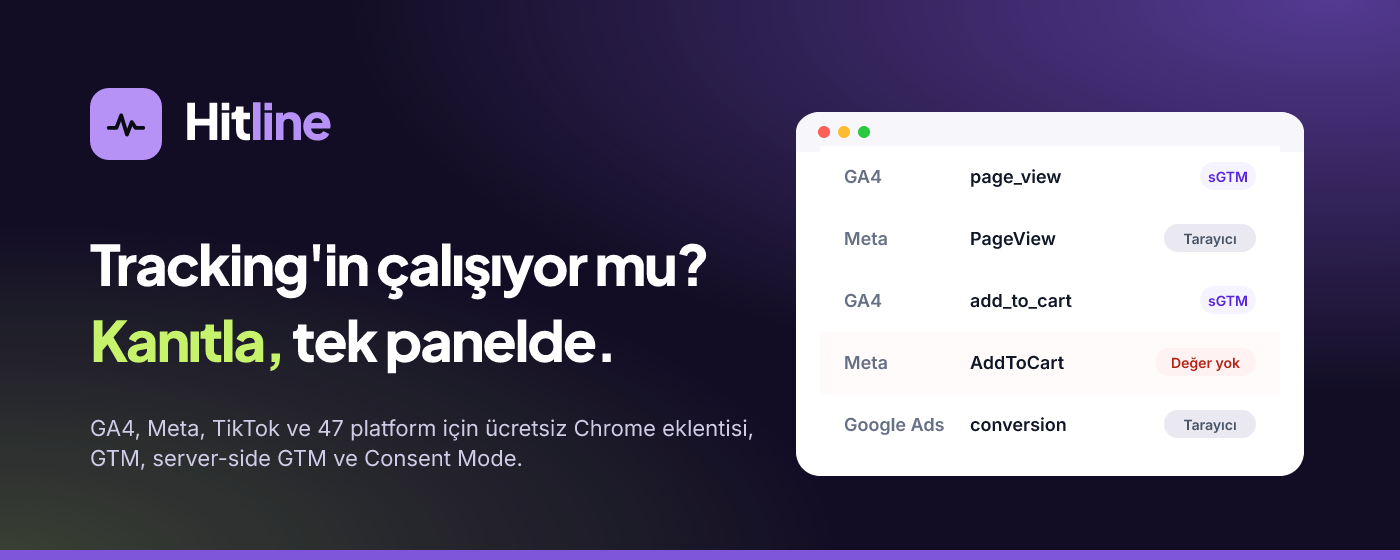 Hitline
Tracking'in çalışıyor mu?
Kanıtla, tek panelde.
GA4, Meta, TikTok ve 47 platform için ücretsiz Chrome eklentisi,
GTM, server-side GTM ve Consent Mode.
GA4 page_view sGTM
Meta PageView Tarayıcı
GA4 add_to_cart sGTM
Meta AddToCart Değer yok
Google Ads conversion Tarayıcı